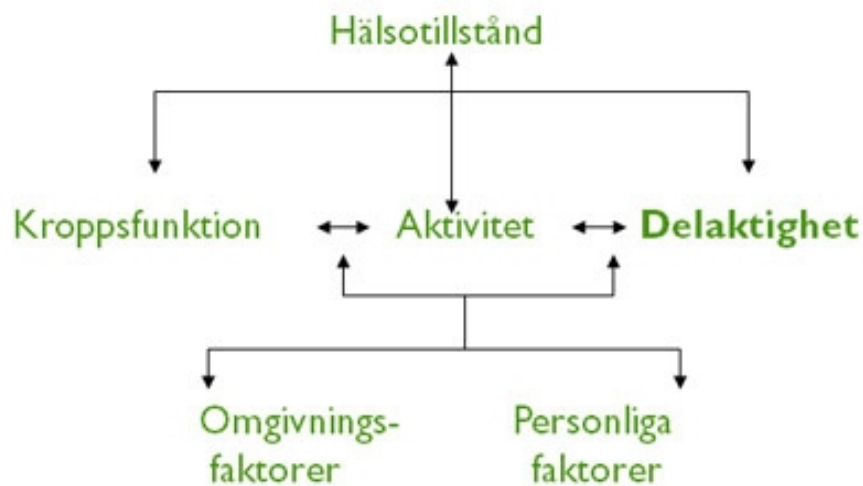 Hälsotillstånd
Kroppsfunktion Aktivitet Delaktighet
Omgivnings- Personliga
faktorer faktorer